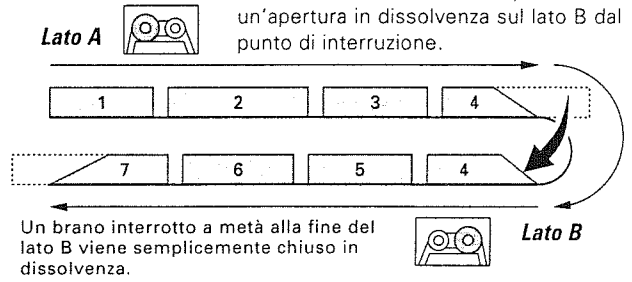 un'apertura in dissolvenza sul lato B dal
punto di interruzione.
Lato A
1 2 3 4
7 6 5 4
Un brano interrotto a metà alla fine del
lato B viene semplicemente chiuso in
dissolvenza.
Lato B